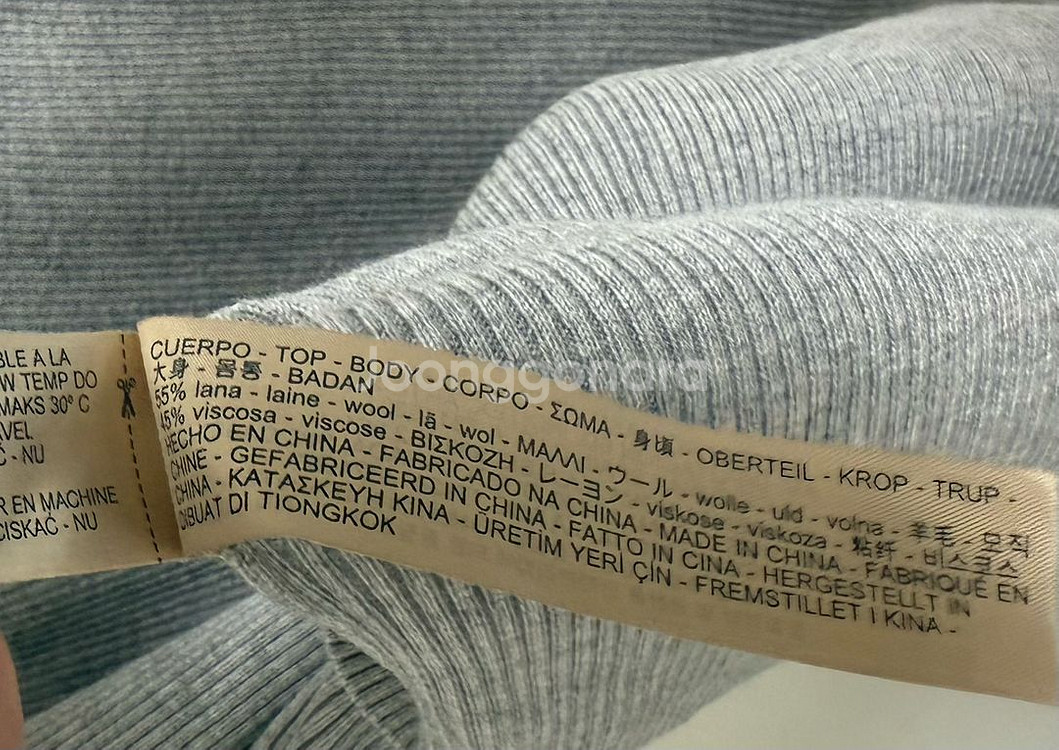 BLE A LA
W TEMP DO
MAKS 30º C
AVEL
Ć - NU
R EN MACHINE
CISKAĆ - NU
CUERPO - TOP - BODY - CORPO - ΣΩΜΑ - 身頃 - OBERTEIL - KROP - TRUP -
大身 - 몸통 - BADAN
55% lana - laine - wool - lã - wol - ΜΑΛΛΙ - ウール - wolle - uld - volna - 羊毛 - 모직
45% viscosa - viscose - ΒΙΣΚΟΖΗ - レーヨン - viskose - viskoza - 粘纤 - 비스코스
HECHO EN CHINA - FABRICADO NA CHINA - MADE IN CHINA - FABRIQUÉ EN
CHINE - GEFABRICEERD IN CHINA - FATTO IN CINA - HERGESTELLT IN
CHINA - ΚΑΤΑΣΚΕΥΗ ΚΙΝΑ - ÜRETİM YERİ ÇİN - FREMSTILLET I KINA -
DIBUAT DI TIONGKOK